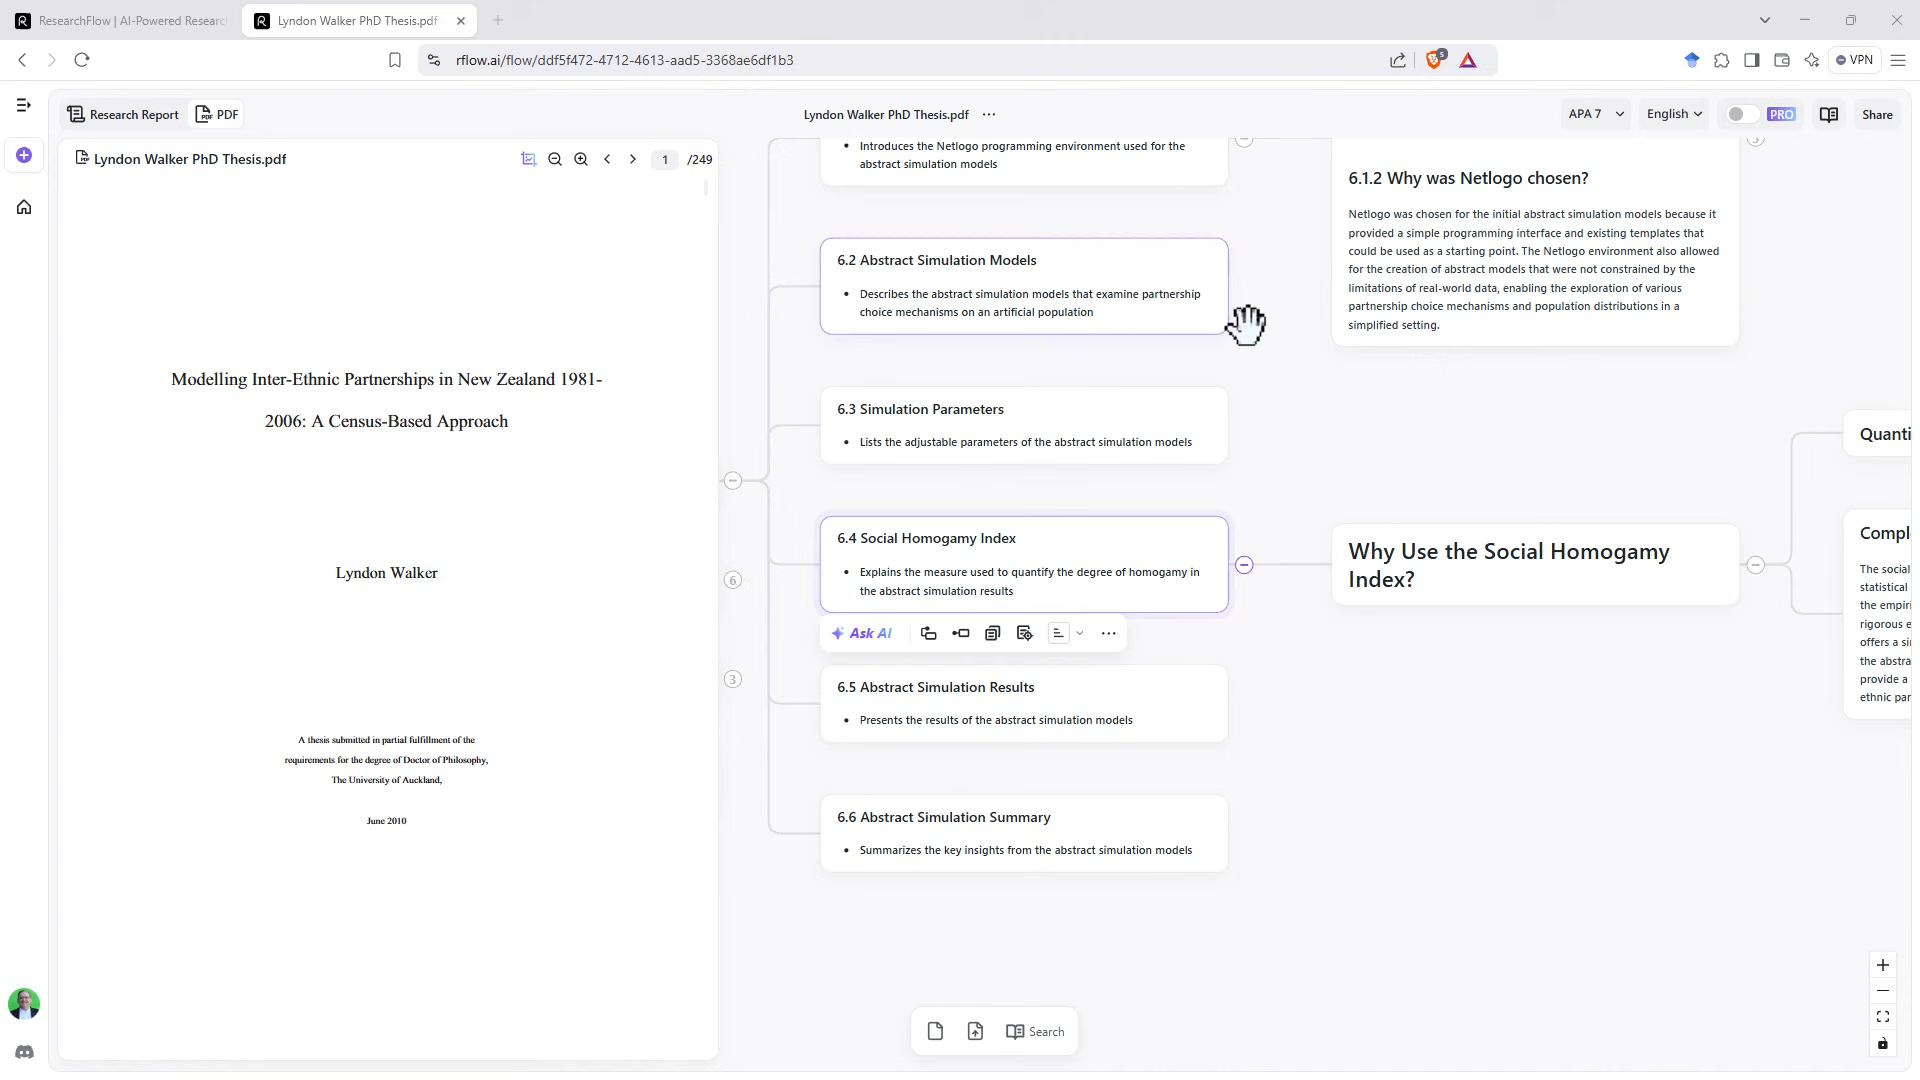 ResearchFlow | AI-Powered Researc
Lyndon Walker PhD Thesis.pdf
rflow.ai/flow/ddf5f472-4712-4613-aad5-3368ae6df1b3
5
VPN
Research Report
PDF
Lyndon Walker PhD Thesis.pdf
APA 7
English
PRO
Share
Lyndon Walker PhD Thesis.pdf
1
/249
Modelling Inter-Ethnic Partnerships in New Zealand 1981-
2006: A Census-Based Approach
Lyndon Walker
A thesis submitted in partial fulfillment of the
requirements for the degree of Doctor of Philosophy,
The University of Auckland,
June 2010
6
3
Introduces the Netlogo programming environment used for the
abstract simulation models
6.2 Abstract Simulation Models
Describes the abstract simulation models that examine partnership
choice mechanisms on an artificial population
6.3 Simulation Parameters
Lists the adjustable parameters of the abstract simulation models
6.4 Social Homogamy Index
Explains the measure used to quantify the degree of homogamy in
the abstract simulation results
Ask AI
6.5 Abstract Simulation Results
Presents the results of the abstract simulation models
6.6 Abstract Simulation Summary
Summarizes the key insights from the abstract simulation models
6.1.2 Why was Netlogo chosen?
Netlogo was chosen for the initial abstract simulation models because it
provided a simple programming interface and existing templates that
could be used as a starting point. The Netlogo environment also allowed
for the creation of abstract models that were not constrained by the
limitations of real-world data, enabling the exploration of various
partnership choice mechanisms and population distributions in a
simplified setting.
Why Use the Social Homogamy
Index?
Quanti
Compl
The social
statistical
the empiri
rigorous e
offers a si
the abstra
provide a
ethnic par
Search